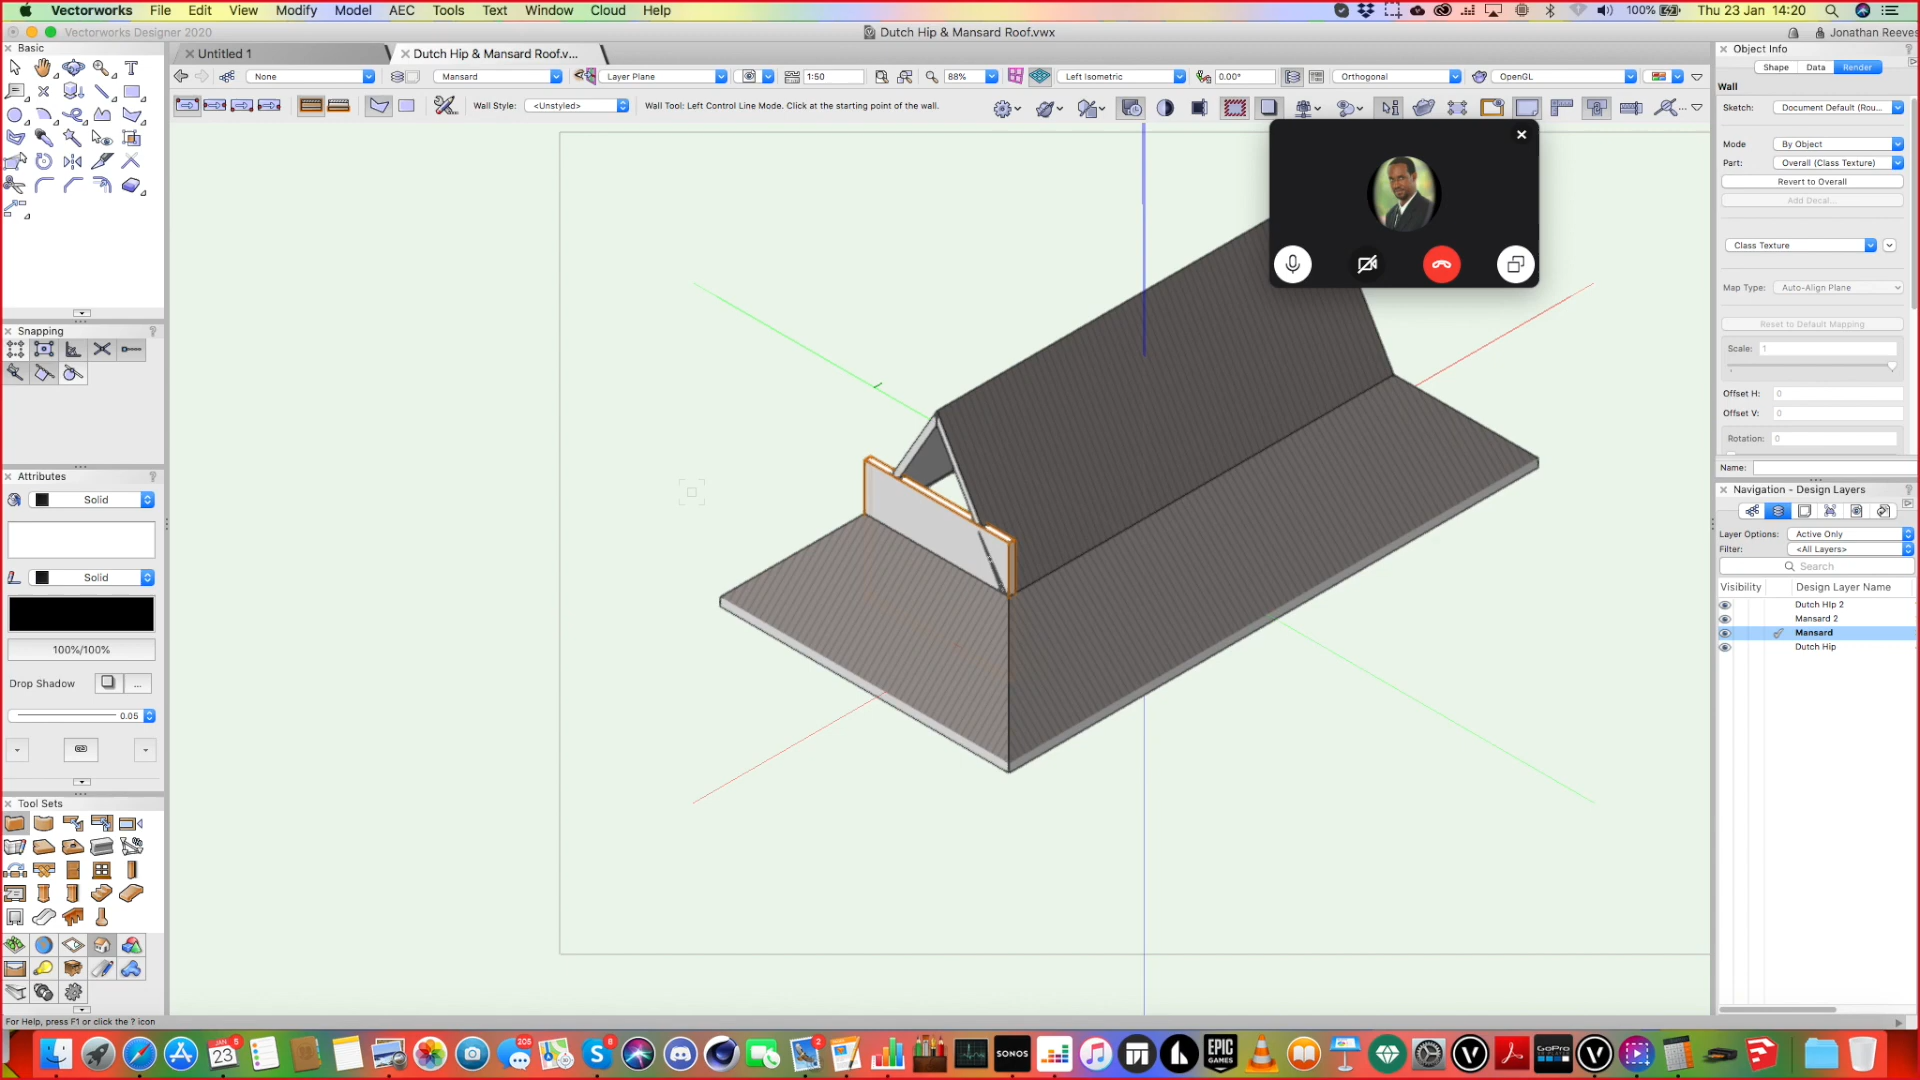 Vectorworks File Edit View Modify Model AEC Tools Text Window Cloud Help 100% Thu 23 Jan 14:20
Vectorworks Designer 2020 Dutch Hip & Mansard Roof.vwx Jonathan Reeves
Basic
Untitled 1 Dutch Hip & Mansard Roof.v...
None Mansard Layer Plane 1:50 88% Left Isometric 0.00° Orthogonal OpenGL
Wall Style: <Unstyled> Wall Tool: Left Control Line Mode. Click at the starting point of the wall.
Snapping
Attributes
Solid
Solid
100%/100%
Drop Shadow ...
0.05
Tool Sets
For Help, press F1 or click the ? icon
Object Info
Shape Data Render
Wall
Sketch: Document Default (Rou...
Mode By Object
Part: Overall (Class Texture)
Revert to Overall
Add Decal...
Class Texture
Map Type: Auto-Align Plane
Reset to Default Mapping
Scale: 1
Offset H: 0
Offset V: 0
Rotation: 0
Name:
Navigation - Design Layers
Layer Options: Active Only
Filter: <All Layers>
Search
Visibility Design Layer Name
Dutch HIp 2
Mansard 2
Mansard
Dutch Hip
JAN 23 5 205 8 2 SONOS EPIC GAMES GoPro